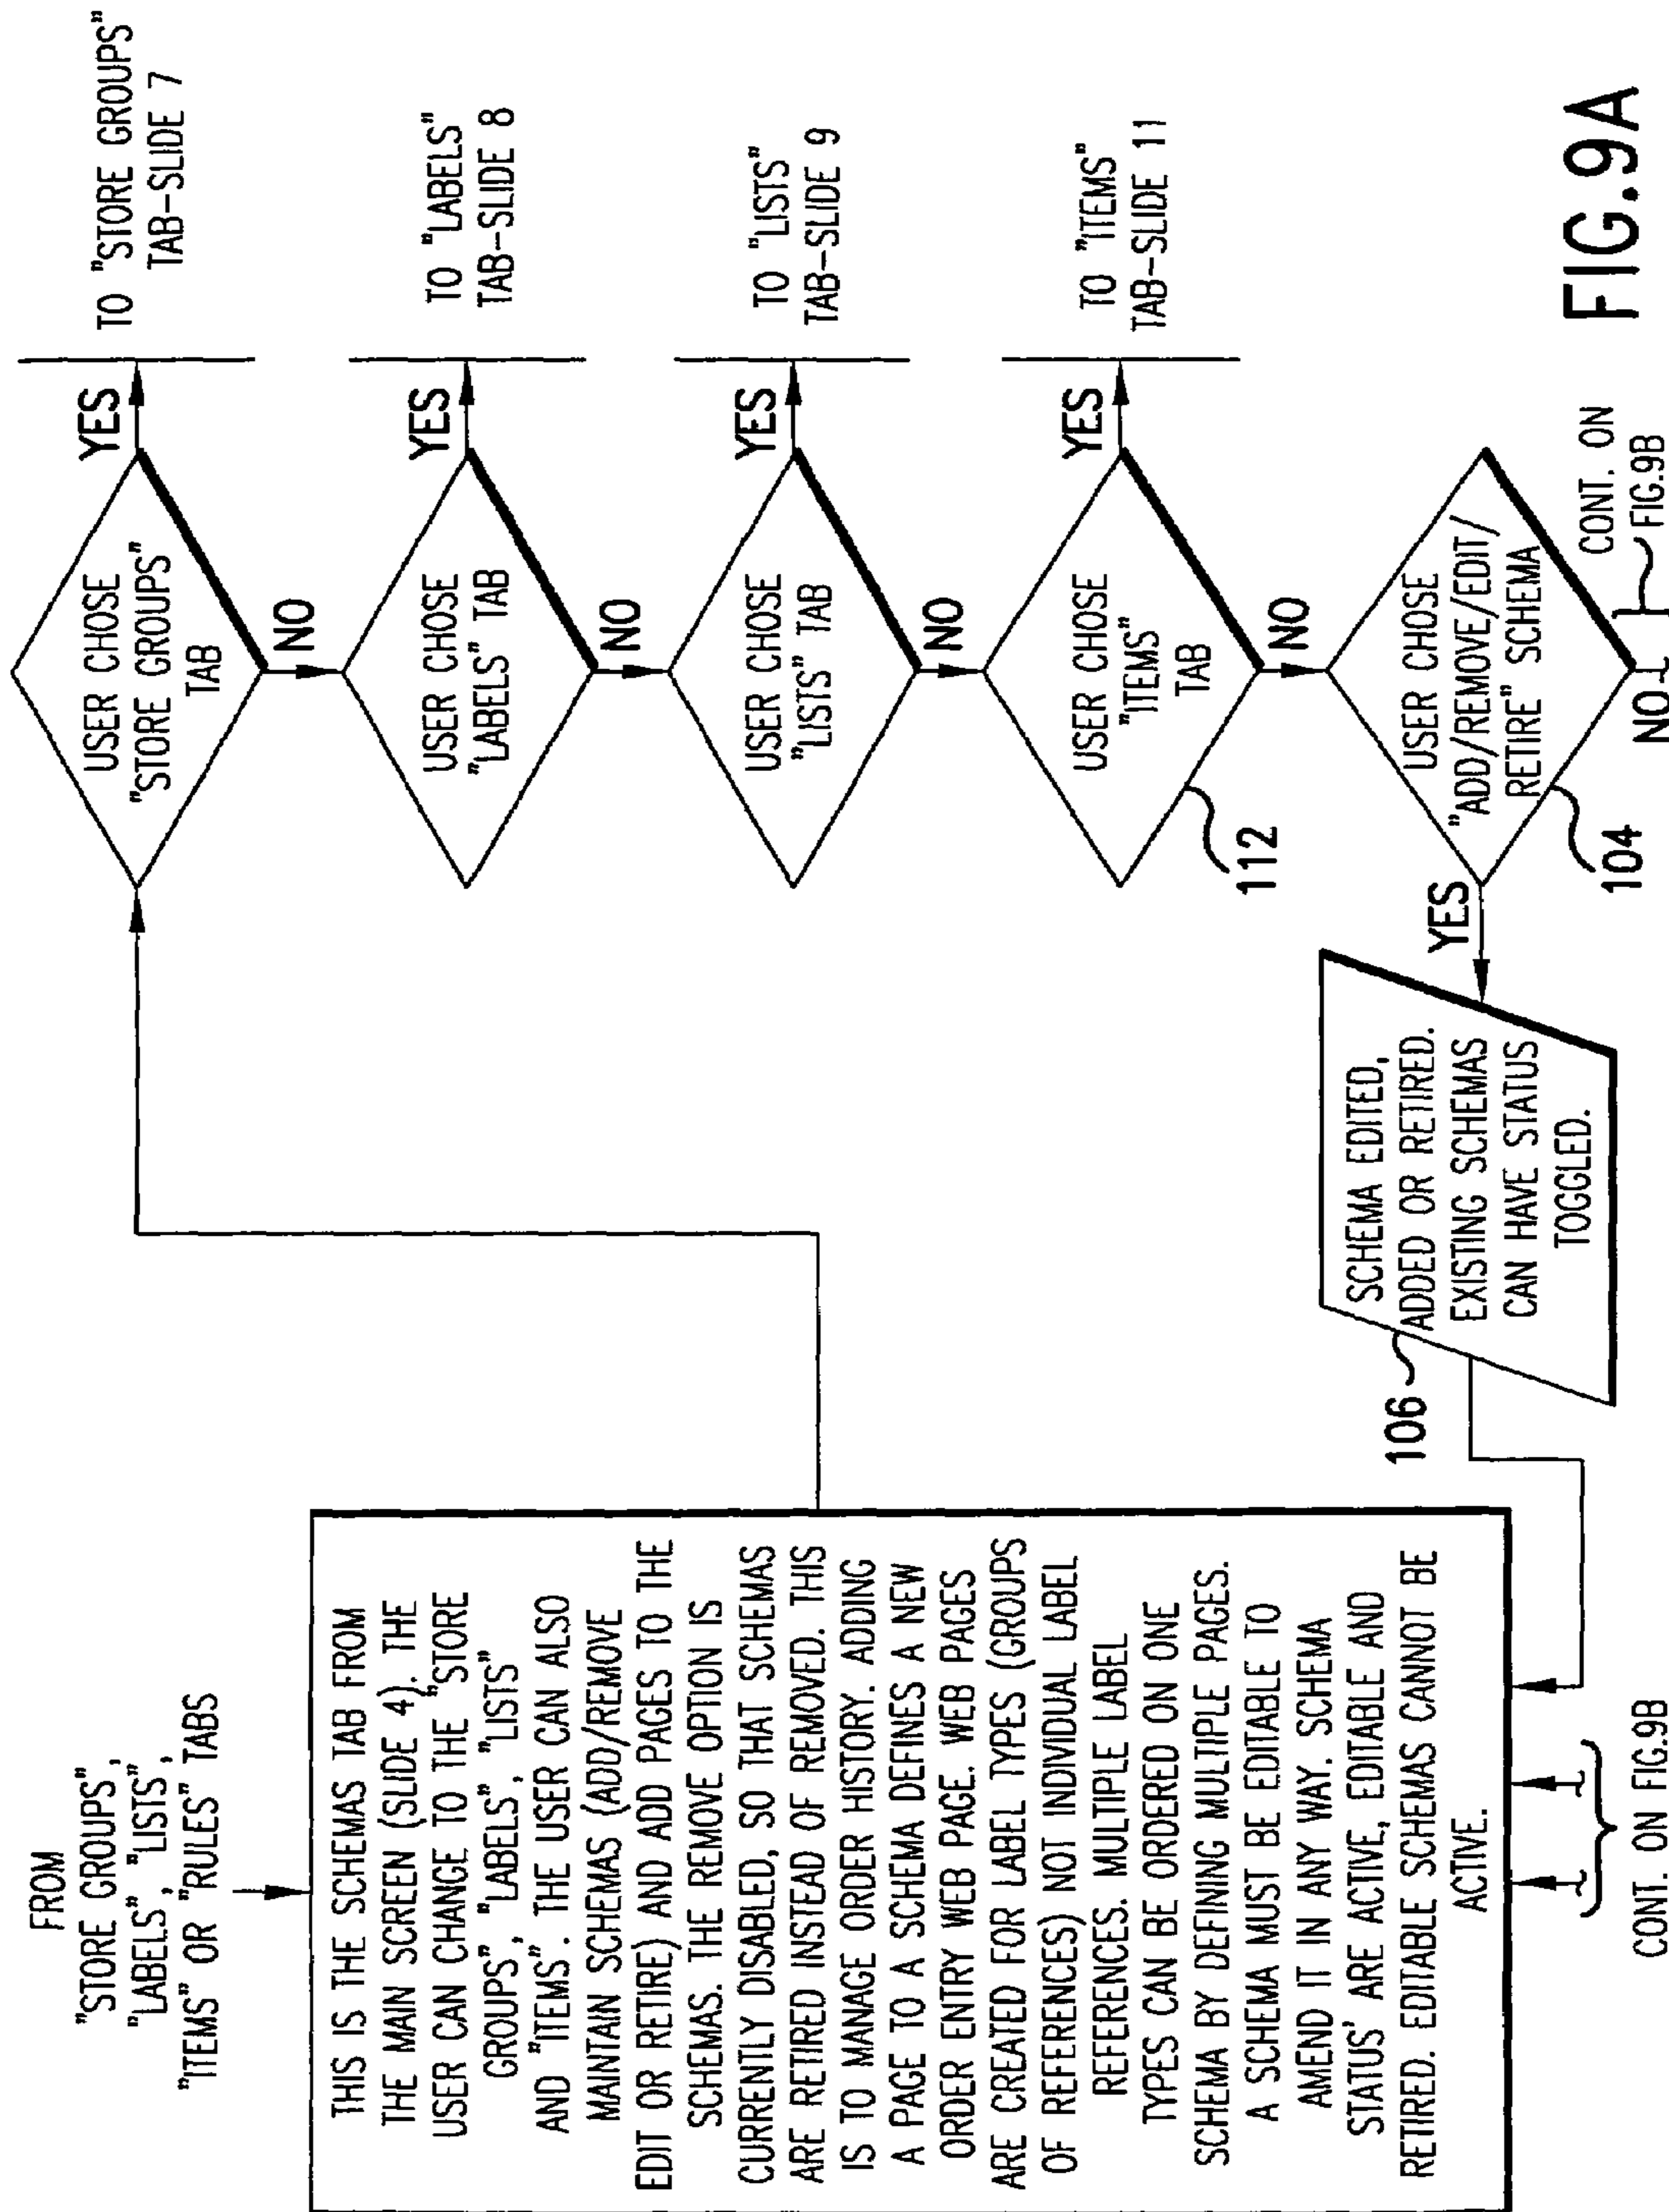 FROM
"STORE GROUPS",
"LABELS", "LISTS",
"ITEMS" OR "RULES" TABS
THIS IS THE SCHEMAS TAB FROM
THE MAIN SCREEN (SLIDE 4). THE
USER CAN CHANGE TO THE "STORE
GROUPS", "LABELS", "LISTS"
AND "ITEMS". THE USER CAN ALSO
MAINTAIN SCHEMAS (ADD/REMOVE
EDIT OR RETIRE) AND ADD PAGES TO THE
SCHEMAS. THE REMOVE OPTION IS
CURRENTLY DISABLED, SO THAT SCHEMAS
ARE RETIRED INSTEAD OF REMOVED. THIS
IS TO MANAGE ORDER HISTORY. ADDING
A PAGE TO A SCHEMA DEFINES A NEW
ORDER ENTRY WEB PAGE. WEB PAGES
ARE CREATED FOR LABEL TYPES (GROUPS
OF REFERENCES) NOT INDIVIDUAL LABEL
REFERENCES. MULTIPLE LABEL
TYPES CAN BE ORDERED ON ONE
SCHEMA BY DEFINING MULTIPLE PAGES.
A SCHEMA MUST BE EDITABLE TO
AMEND IT IN ANY WAY. SCHEMA
STATUS' ARE ACTIVE, EDITABLE AND
RETIRED. EDITABLE SCHEMAS CANNOT BE
ACTIVE.
CONT. ON FIG.9B
USER CHOSE
"STORE GROUPS"
TAB
YES
TO "STORE GROUPS"
TAB-SLIDE 7
NO
USER CHOSE
"LABELS" TAB
YES
TO "LABELS"
TAB-SLIDE 8
NO
USER CHOSE
"LISTS" TAB
YES
TO "LISTS"
TAB-SLIDE 9
NO
USER CHOSE
"ITEMS"
TAB
112
YES
TO "ITEMS"
TAB-SLIDE 11
NO
USER CHOSE
"ADD/REMOVE/EDIT/
RETIRE" SCHEMA
104
YES
SCHEMA EDITED,
ADDED OR RETIRED.
EXISTING SCHEMAS
CAN HAVE STATUS
TOGGLED.
106
NO
CONT. ON
FIG.9B
FIG.9A